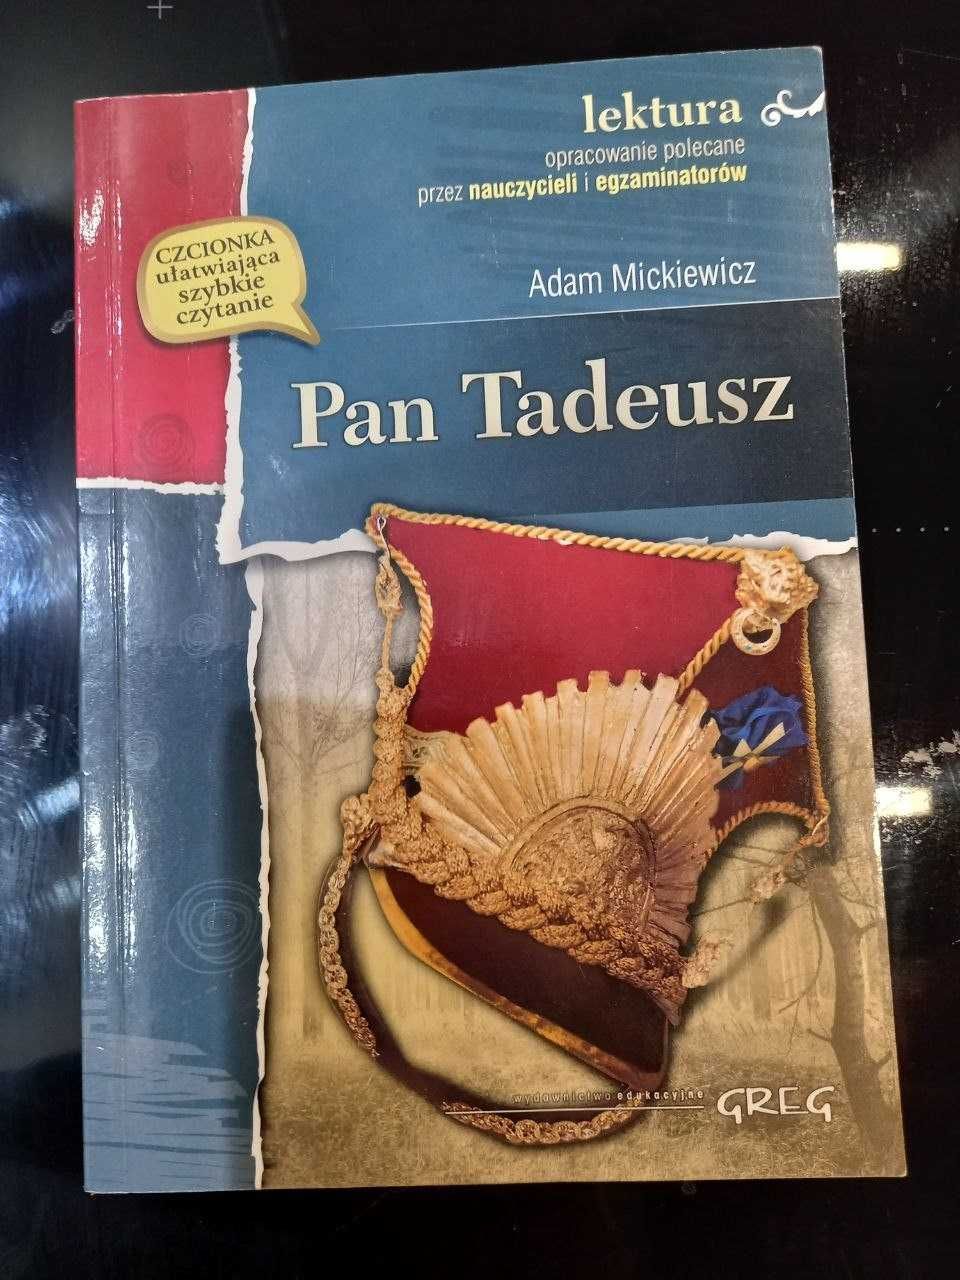 lektura
opracowanie polecane
przez nauczycieli i egzaminatorów
CZCIONKA
ułatwiająca
szybkie
czytanie
Adam Mickiewicz
Pan Tadeusz
wydawnictwo edukacyjne GREG